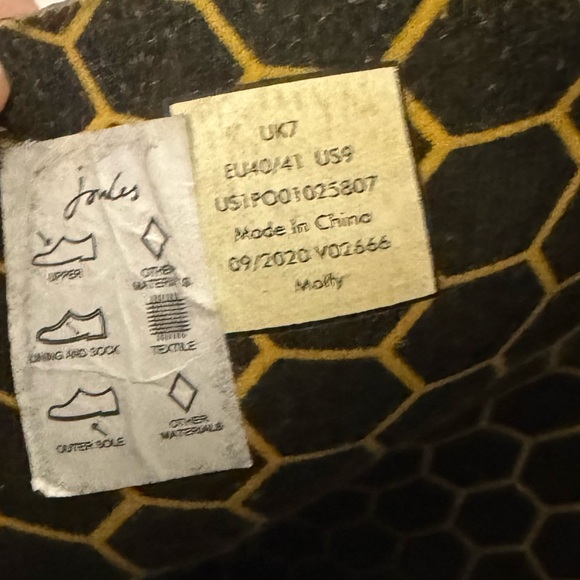 Joules
UPPER
OTHER
MATERIALS
LINING AND SOCK
TEXTILE
OUTER SOLE
OTHER
MATERIALS
UK7
EU40/41 US9
US1PO01025807
Made in China
09/2020 V02666
Molly